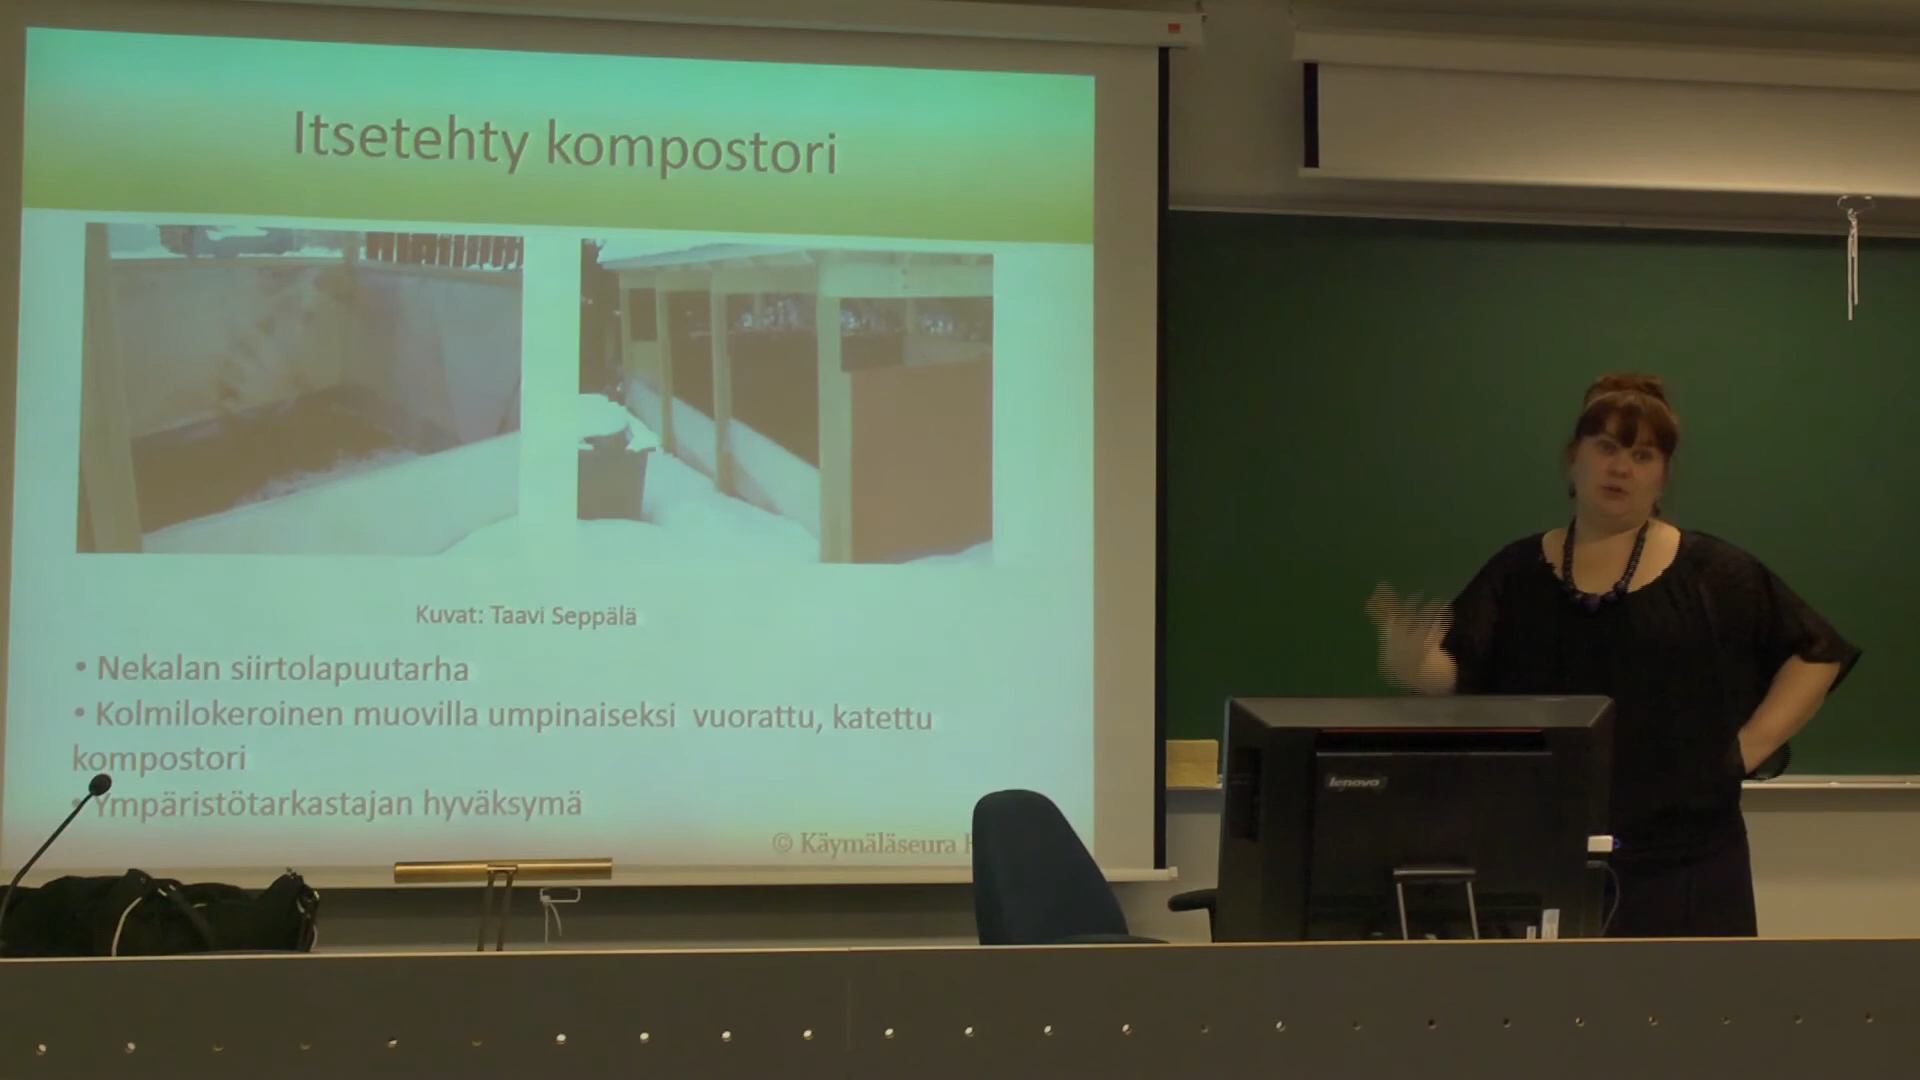 Itsetehty kompostori
Kuvat: Taavi Seppälä
• Nekalan siirtolapuutarha
• Kolmilokeroinen muovilla umpinaiseksi vuorattu, katettu
kompostori
• Ympäristötarkastajan hyväksymä
© Käymäläseura
lenovo